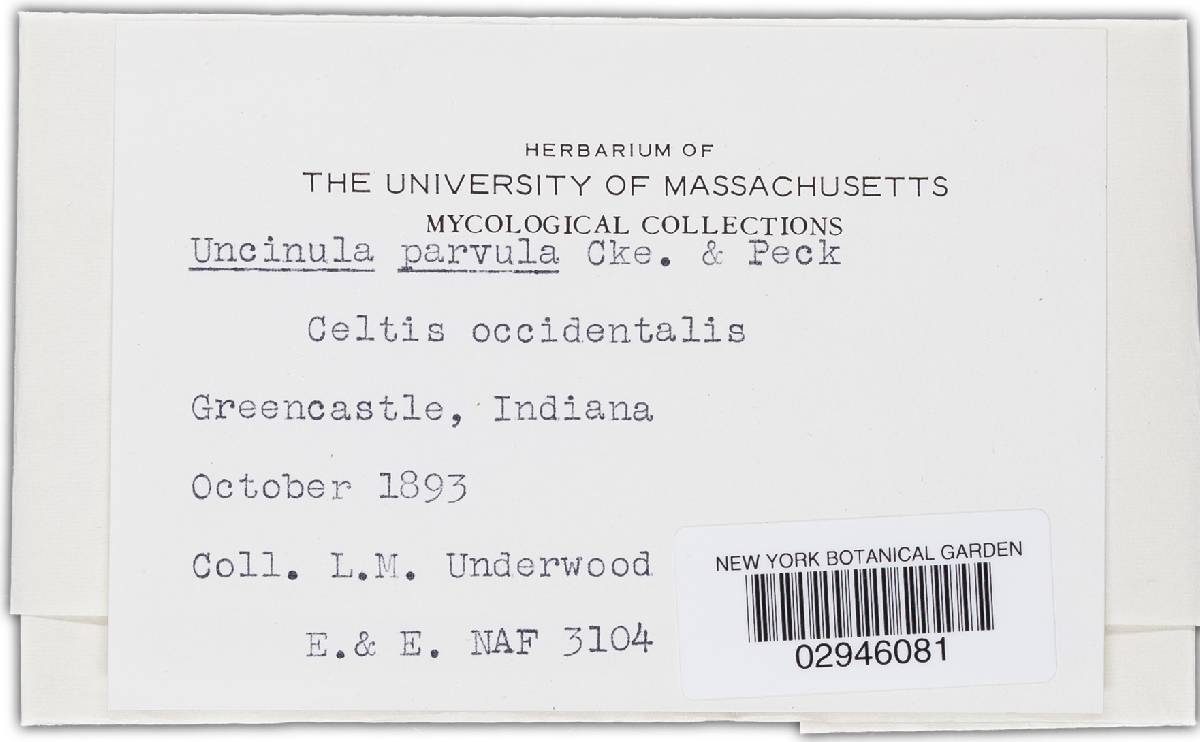 HERBARIUM OF
THE UNIVERSITY OF MASSACHUSETTS
MYCOLOGICAL COLLECTIONS
Uncinula parvula Cke. & Peck
Celtis occidentalis
Greencastle, Indiana
October 1893
Coll. L.M. Underwood
E.& E. NAF 3104
NEW YORK BOTANICAL GARDEN
02946081